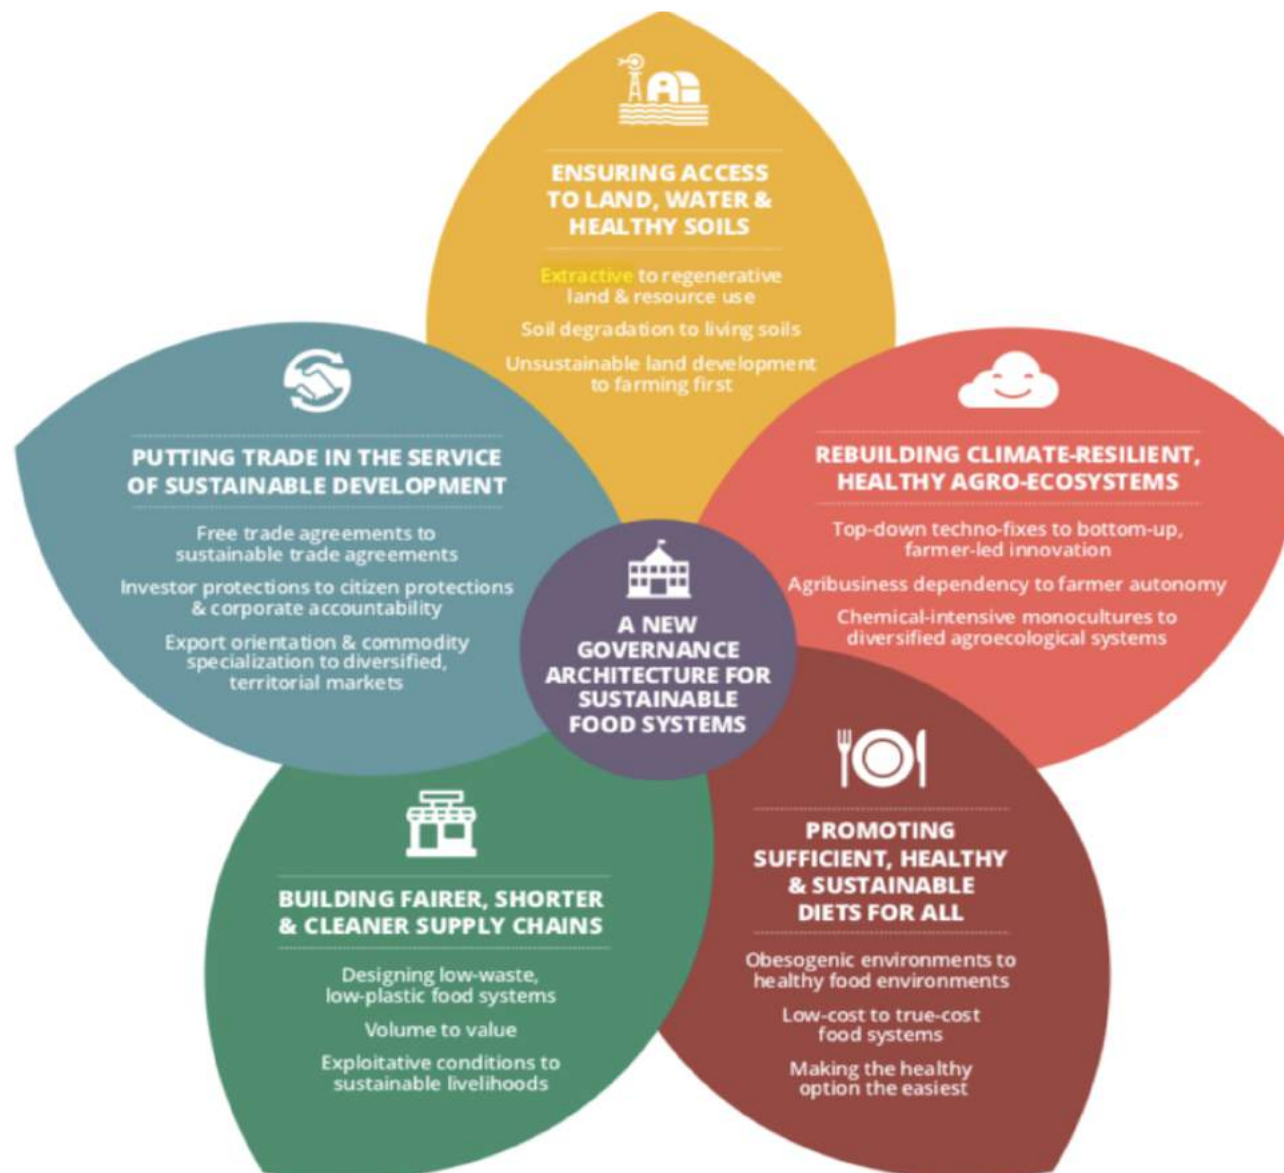 ENSURING ACCESS
TO LAND, WATER &
HEALTHY SOILS
Extractive to regenerative
land & resource use
Soil degradation to living soils
Unsustainable land development
to farming first
PUTTING TRADE IN THE SERVICE
OF SUSTAINABLE DEVELOPMENT
Free trade agreements to
sustainable trade agreements
Investor protections to citizen protections
& corporate accountability
Export orientation & commodity
specialization to diversified,
territorial markets
REBUILDING CLIMATE-RESILIENT,
HEALTHY AGRO-ECOSYSTEMS
Top-down techno-fixes to bottom-up,
farmer-led innovation
Agribusiness dependency to farmer autonomy
Chemical-intensive monocultures to
diversified agroecological systems
A NEW
GOVERNANCE
ARCHITECTURE FOR
SUSTAINABLE
FOOD SYSTEMS
BUILDING FAIRER, SHORTER
& CLEANER SUPPLY CHAINS
Designing low-waste,
low-plastic food systems
Volume to value
Exploitative conditions to
sustainable livelihoods
PROMOTING
SUFFICIENT, HEALTHY
& SUSTAINABLE
DIETS FOR ALL
Obesogenic environments to
healthy food environments
Low-cost to true-cost
food systems
Making the healthy
option the easiest